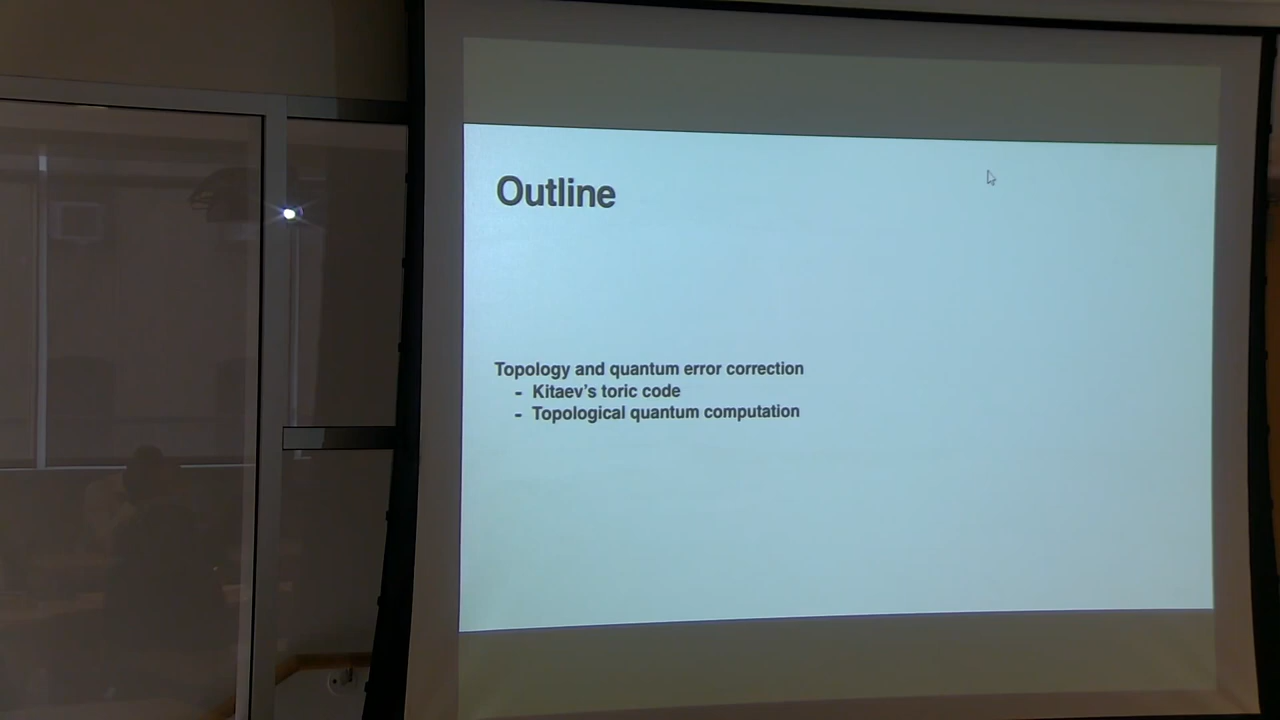 Outline
Topology and quantum error correction
- Kitaev's toric code
- Topological quantum computation